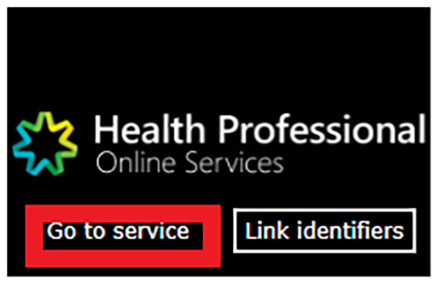 Health Professional
Online Services
Go to service
Link identifiers